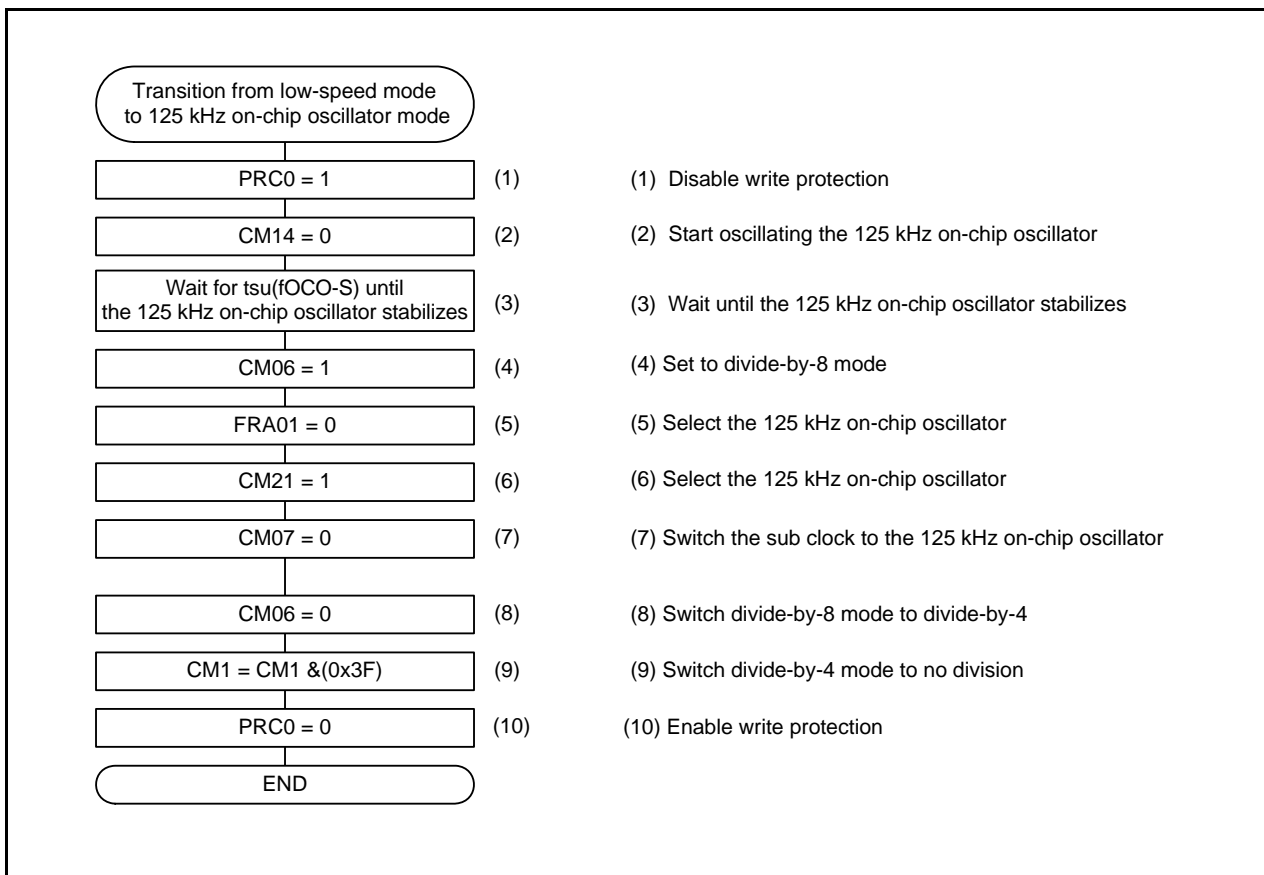 Transition from low-speed mode
to 125 kHz on-chip oscillator mode
PRC0 = 1 (1) (1) Disable write protection
CM14 = 0 (2) (2) Start oscillating the 125 kHz on-chip oscillator
Wait for tsu(fOCO-S) until
the 125 kHz on-chip oscillator stabilizes (3) (3) Wait until the 125 kHz on-chip oscillator stabilizes
CM06 = 1 (4) (4) Set to divide-by-8 mode
FRA01 = 0 (5) (5) Select the 125 kHz on-chip oscillator
CM21 = 1 (6) (6) Select the 125 kHz on-chip oscillator
CM07 = 0 (7) (7) Switch the sub clock to the 125 kHz on-chip oscillator
CM06 = 0 (8) (8) Switch divide-by-8 mode to divide-by-4
CM1 = CM1 &(0x3F) (9) (9) Switch divide-by-4 mode to no division
PRC0 = 0 (10) (10) Enable write protection
END